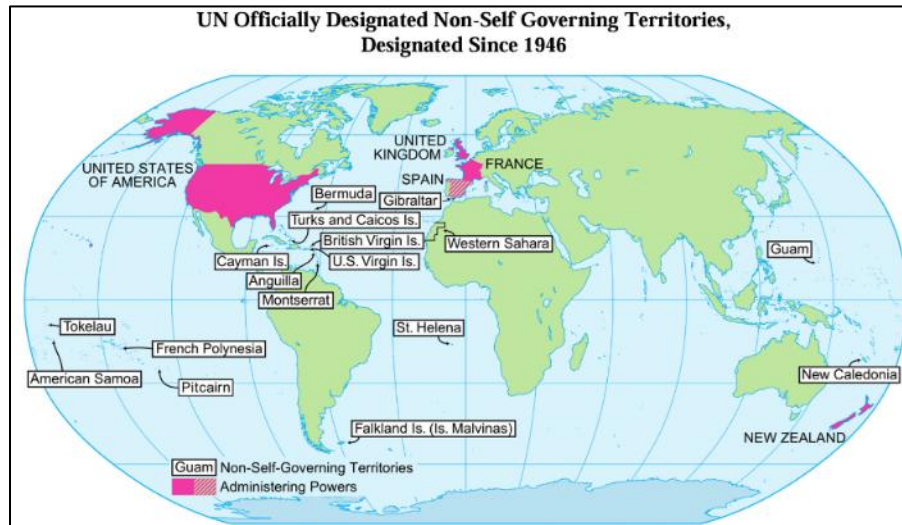 UN Officially Designated Non-Self Governing Territories,
Designated Since 1946
UNITED
KINGDOM
FRANCE
UNITED STATES
OF AMERICA
SPAIN
Bermuda
Gibraltar
Turks and Caicos Is.
British Virgin Is.
Western Sahara
Guam
Cayman Is.
U.S. Virgin Is.
Anguilla
Montserrat
Tokelau
St. Helena
French Polynesia
American Samoa
Pitcairn
New Caledonia
Falkland Is. (Is. Malvinas)
NEW ZEALAND
Guam Non-Self-Governing Territories
Administering Powers